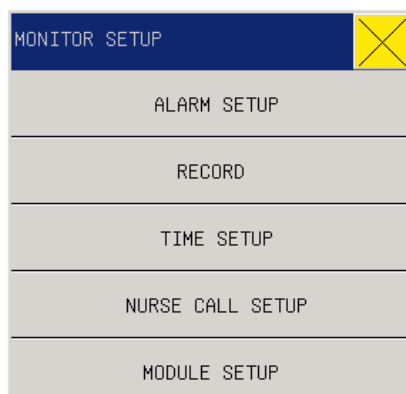 MONITOR SETUP
ALARM SETUP
RECORD
TIME SETUP
NURSE CALL SETUP
MODULE SETUP